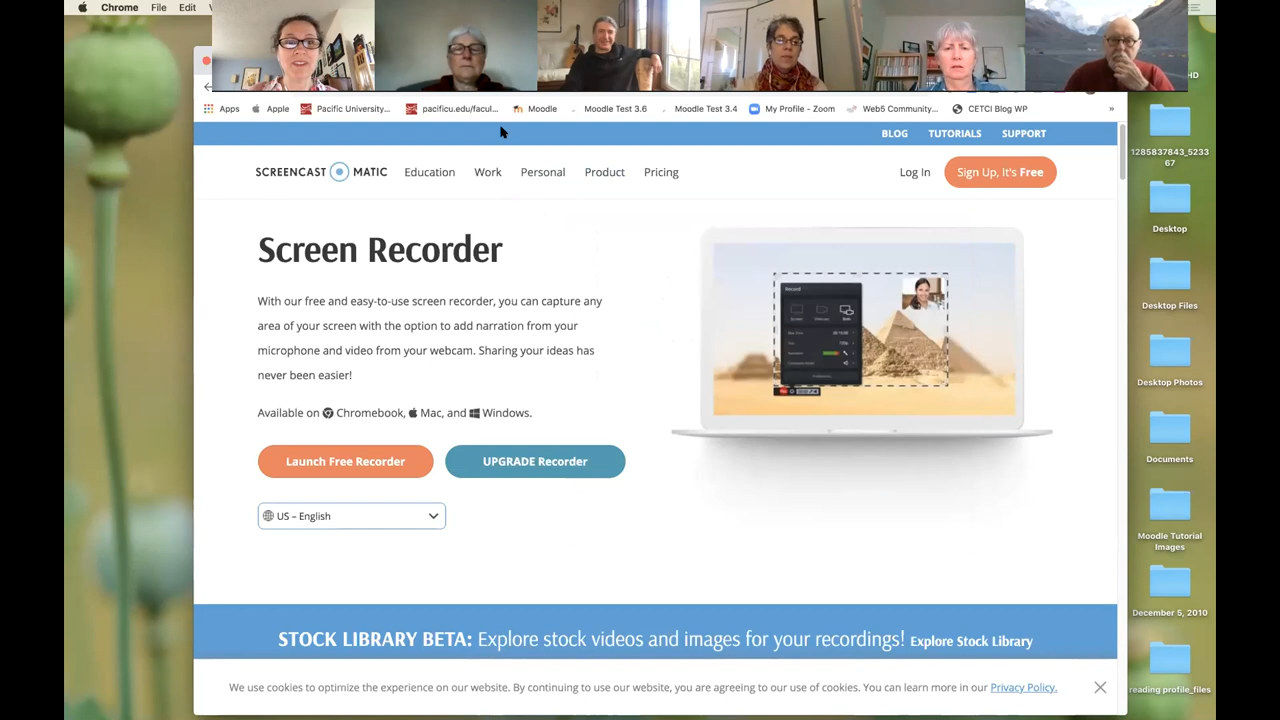 Chrome File Edit
HD
Apps Apple Pacific University... pacificu.edu/facul... Moodle Moodle Test 3.6 Moodle Test 3.4 My Profile - Zoom Web5 Community... CETCI Blog WP »
BLOG TUTORIALS SUPPORT
SCREENCAST MATIC Education Work Personal Product Pricing Log In Sign Up, It's Free
Screen Recorder
With our free and easy-to-use screen recorder, you can capture any
area of your screen with the option to add narration from your
microphone and video from your webcam. Sharing your ideas has
never been easier!
Available on Chromebook, Mac, and Windows.
Launch Free Recorder UPGRADE Recorder
US – English
Record
STOCK LIBRARY BETA: Explore stock videos and images for your recordings! Explore Stock Library
We use cookies to optimize the experience on our website. By continuing to use our website, you are agreeing to our use of cookies. You can learn more in our Privacy Policy.
1285837843_5233
67
Desktop
Desktop Files
Desktop Photos
Documents
Moodle Tutorial
Images
December 5, 2010
reading profile_files